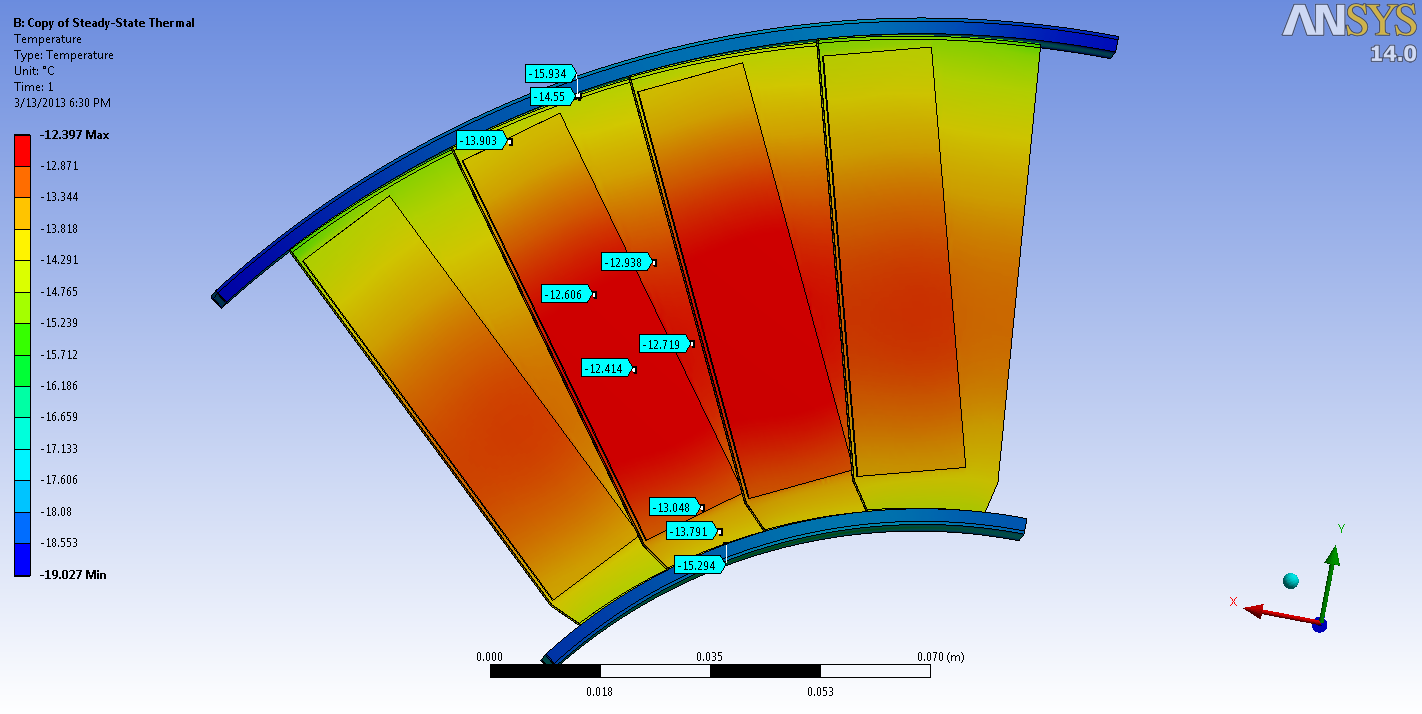 B: Copy of Steady-State Thermal
Temperature
Type: Temperature
Unit: °C
Time: 1
3/13/2013 6:30 PM
-12.397 Max
-12.871
-13.344
-13.818
-14.291
-14.765
-15.239
-15.712
-16.186
-16.659
-17.133
-17.606
-18.08
-18.553
-19.027 Min
ANSYS
14.0
-15.934
-14.55
-13.903
-12.938
-12.606
-12.719
-12.414
-13.048
-13.791
-15.294
0.000 0.035 0.070 (m)
0.018 0.053
Y
X